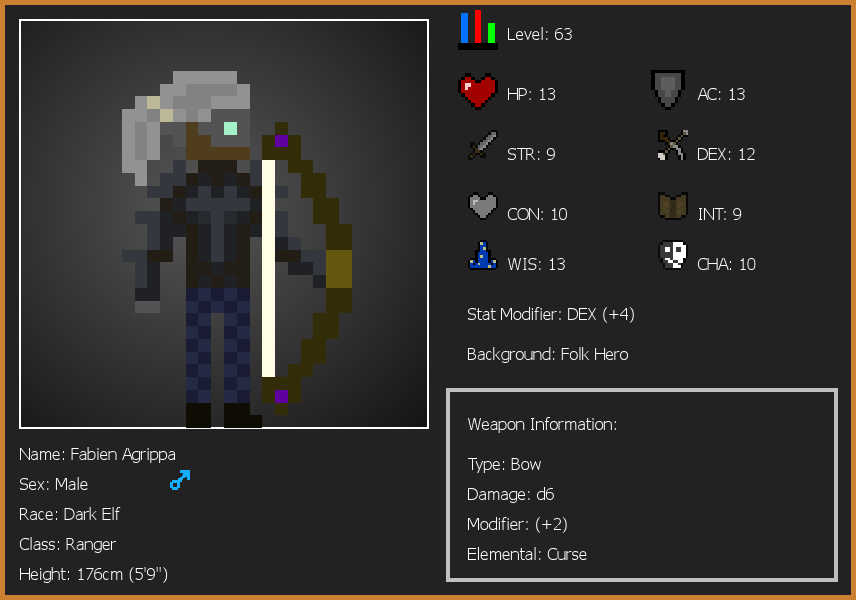 Level: 63
HP: 13
AC: 13
STR: 9
DEX: 12
CON: 10
INT: 9
WIS: 13
CHA: 10
Stat Modifier: DEX (+4)
Background: Folk Hero
Name: Fabien Agrippa
Sex: Male
Race: Dark Elf
Class: Ranger
Height: 176cm (5'9")
Weapon Information:
Type: Bow
Damage: d6
Modifier: (+2)
Elemental: Curse